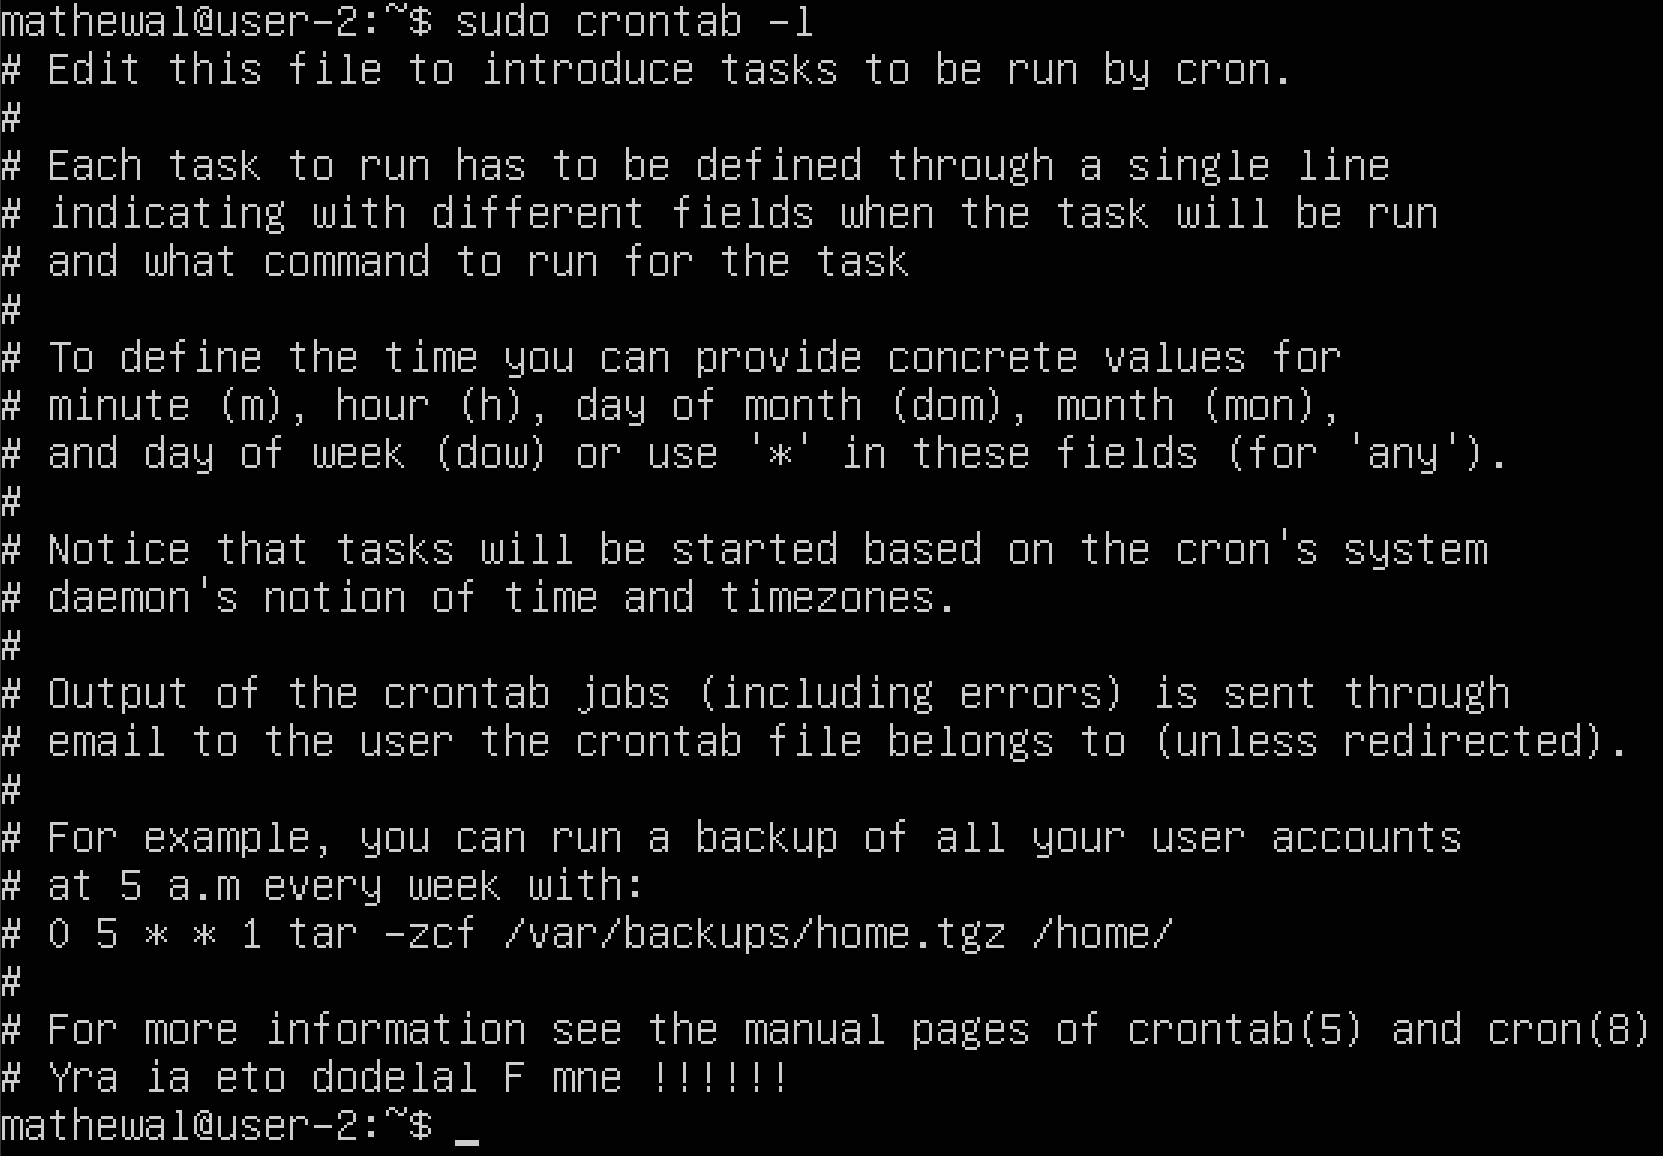 mathewal@user-2:~$ sudo crontab -l
# Edit this file to introduce tasks to be run by cron.
#
# Each task to run has to be defined through a single line
# indicating with different fields when the task will be run
# and what command to run for the task
#
# To define the time you can provide concrete values for
# minute (m), hour (h), day of month (dom), month (mon),
# and day of week (dow) or use '*' in these fields (for 'any').
#
# Notice that tasks will be started based on the cron's system
# daemon's notion of time and timezones.
#
# Output of the crontab jobs (including errors) is sent through
# email to the user the crontab file belongs to (unless redirected).
#
# For example, you can run a backup of all your user accounts
# at 5 a.m every week with:
# 0 5 * * 1 tar -zcf /var/backups/home.tgz /home/
#
# For more information see the manual pages of crontab(5) and cron(8)
# Yra ia eto dodelal F mne !!!!!!
mathewal@user-2:~$ _